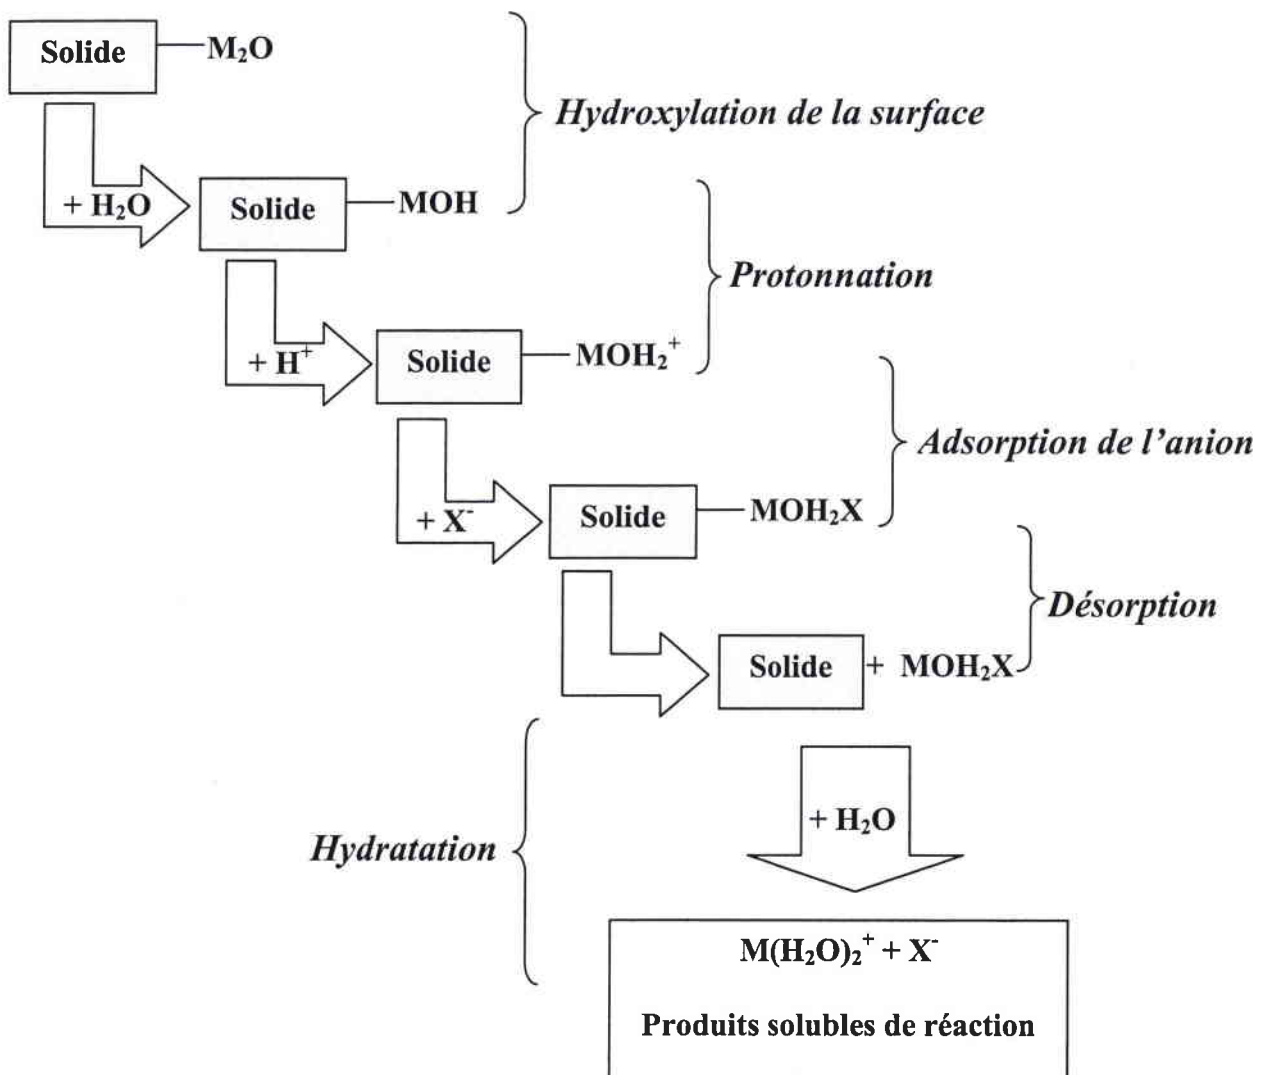 Solide
M₂O
Hydroxylation de la surface
+ H₂O
Solide
MOH
Protonnation
+ H⁺
Solide
MOH₂⁺
Adsorption de l’anion
+ X⁻
Solide
MOH₂X
Désorption
Solide
+ MOH₂X
+ H₂O
Hydratation
M(H₂O)₂⁺ + X⁻
Produits solubles de réaction